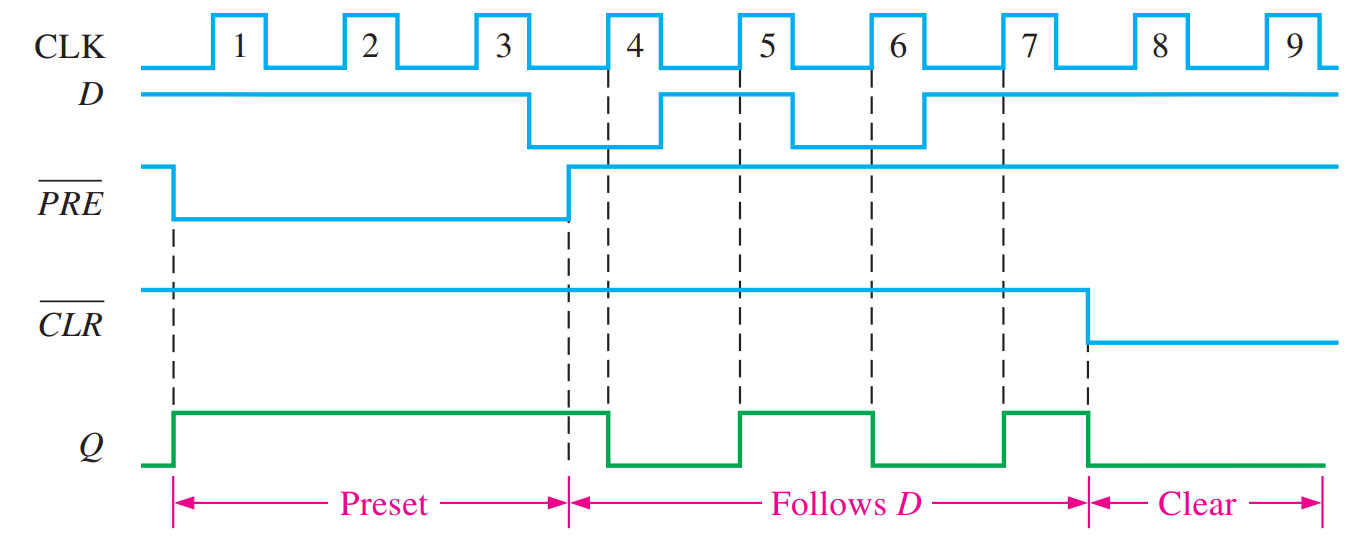 CLK 1 2 3 4 5 6 7 8 9
D
PRE
CLR
Q
Preset Follows D Clear